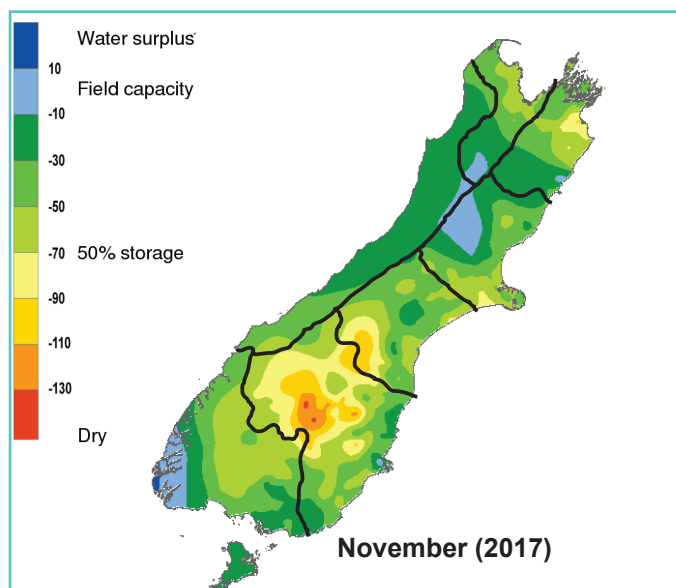 Water surplus
10
Field capacity
-10
-30
-50
50% storage
-70
-90
-110
-130
Dry
November (2017)